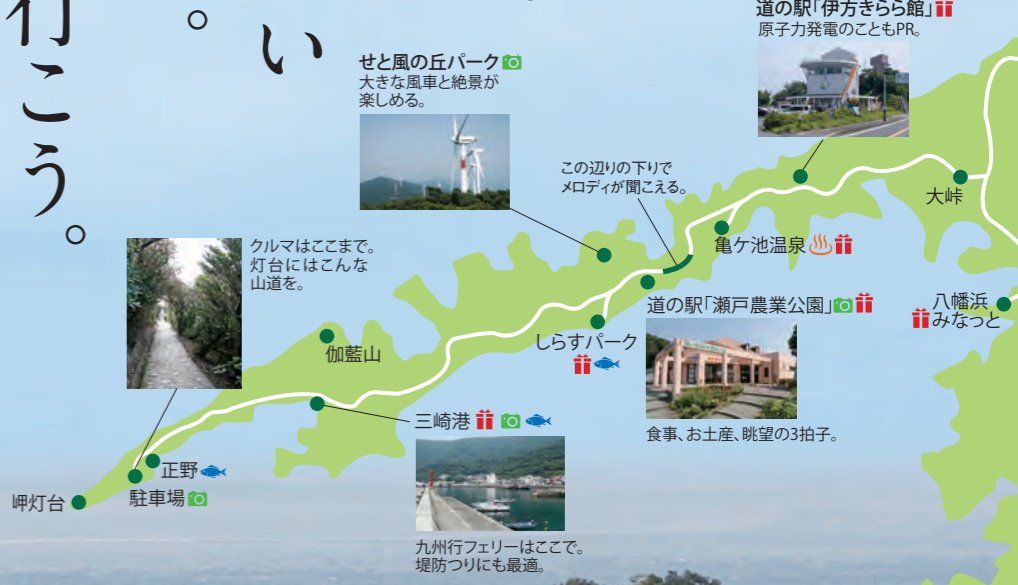 い
。
行こう。
道の駅「伊方きらら館」
原子力発電のこともPR。
せと風の丘パーク
大きな風車と絶景が
楽しめる。
この辺りの下りで
メロディが聞こえる。
大峠
亀ケ池温泉
クルマはここまで。
灯台にはこんな
山道を。
道の駅「瀬戸農業公園」
八幡浜
みなっと
しらすパーク
伽藍山
食事、お土産、眺望の3拍子。
三崎港
正野
駐車場
岬灯台
九州行フェリーはここで。
堤防つりにも最適。